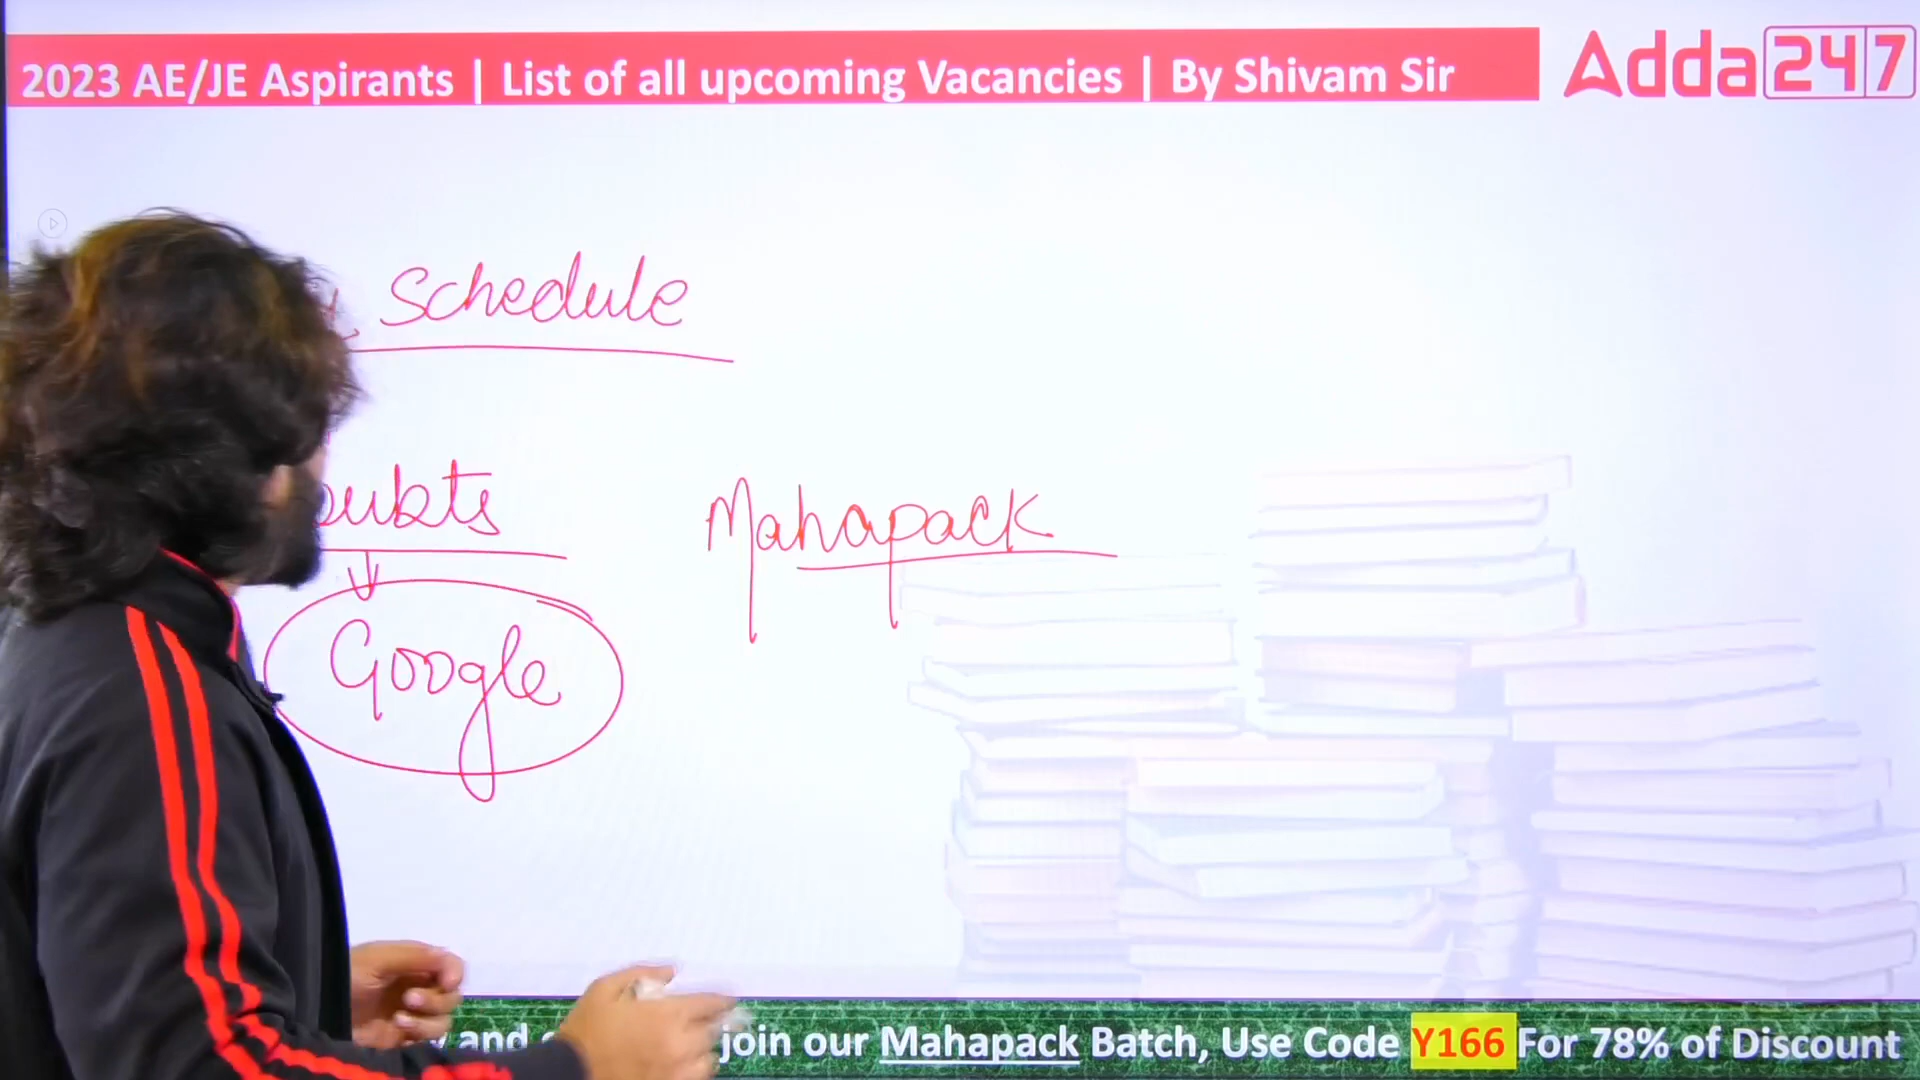 2023 AE/JE Aspirants | List of all upcoming Vacancies | By Shivam Sir
Adda247
Schedule
oubts
Mahapack
Google
and
join our Mahapack Batch, Use Code Y166 For 78% of Discount